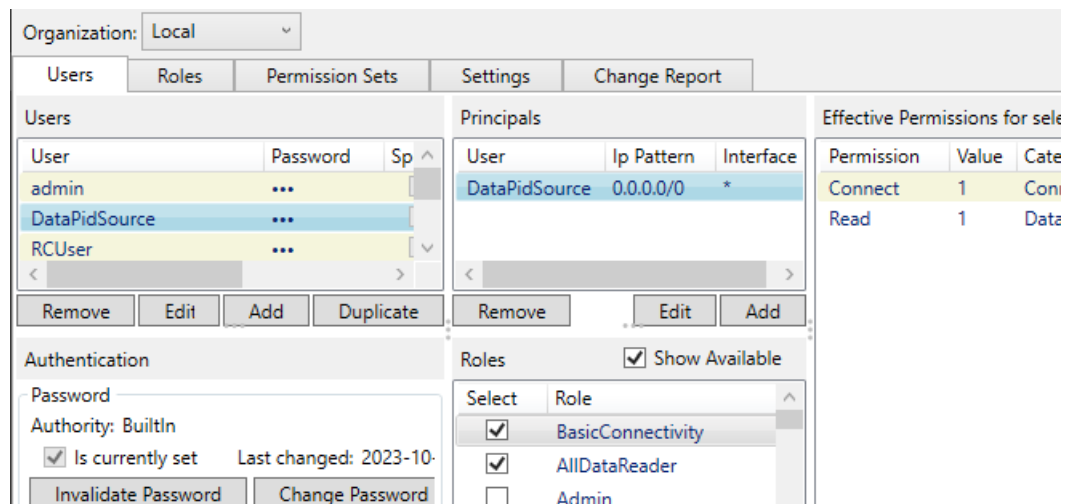 Organization: Local
Users Roles Permission Sets Settings Change Report
Users
User Password Sp
admin •••
DataPidSource •••
RCUser •••
Remove Edit Add Duplicate
Authentication
Password
Authority: BuiltIn
Is currently set Last changed: 2023-10-
Invalidate Password Change Password
Principals
User Ip Pattern Interface
DataPidSource 0.0.0.0/0 *
Remove Edit Add
Roles Show Available
Select Role
BasicConnectivity
AllDataReader
Admin
Effective Permissions for sele
Permission Value Cate
Connect 1 Con
Read 1 Data